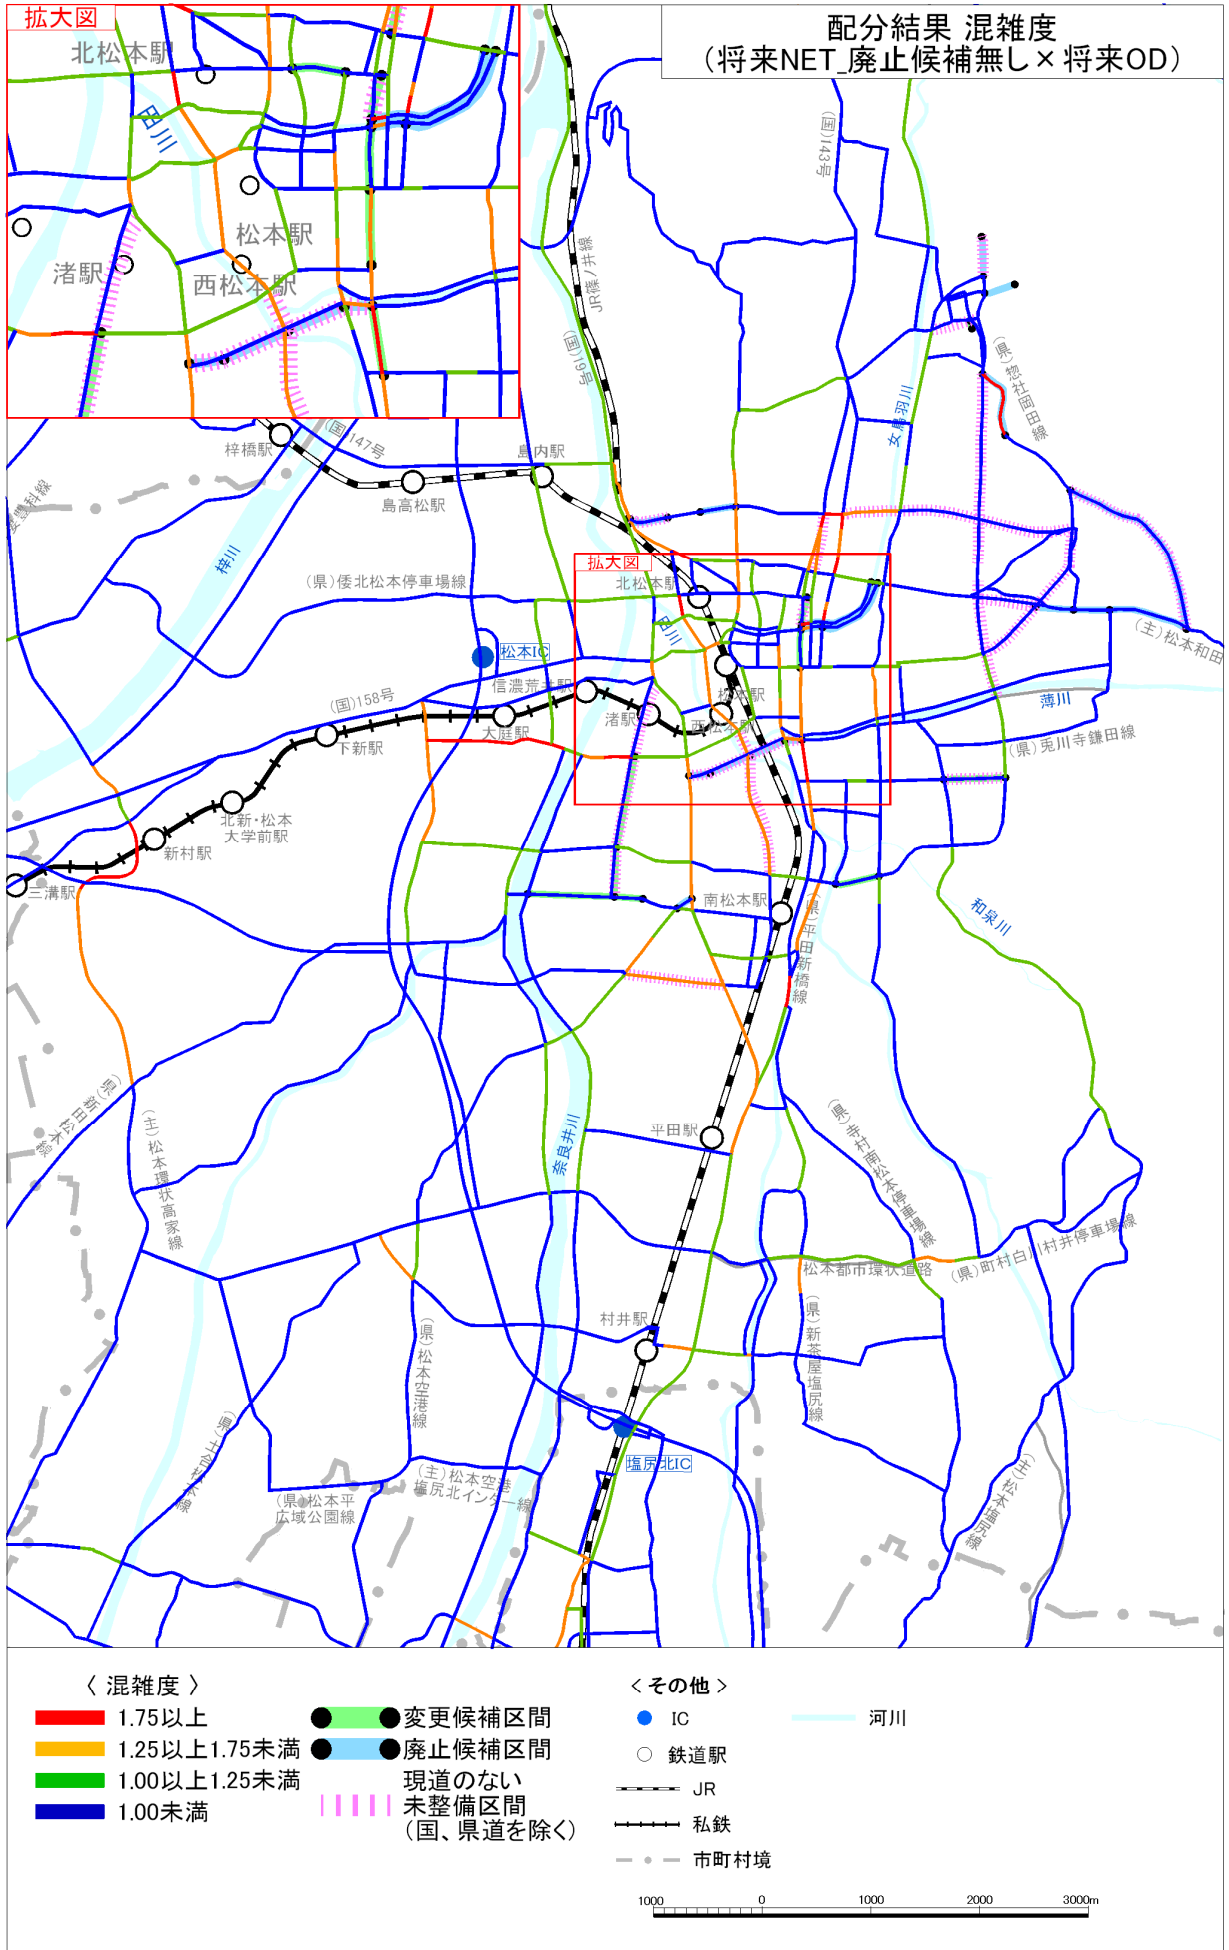 拡大図
配分結果 混雑度
（将来NET_廃止候補無し×将来OD）
北松本駅
田川
松本駅
渚駅
西松本駅
(国)143号
JR篠ノ井線
(国)19号
(県)惣社岡田線
女鳥羽川
梓橋駅
(国)147号
島内駅
島高松駅
梓川
拡大図
(県)倭北松本停車場線
北松本駅
田川
(主)松本和田
松本IC
信濃荒井駅
(国)158号
渚駅
松本駅
西松本駅
薄川
大庭駅
下新駅
(県)兎川寺鎌田線
北新・松本
大学前駅
新村駅
三溝駅
南松本駅
(県)平田新橋線
和泉川
(県)新田松本線
(主)松本環状高家線
奈良井川
平田駅
(県)寺村南松本停車場線
松本都市環状道路
(県)町村白川村井停車場線
村井駅
(県)松本空港線
(県)新茶屋塩尻線
塩尻北IC
(主)松本空港
塩尻北インター線
(県)松本平
広域公園線
(主)松本塩尻線
〈 混雑度 〉
1.75以上
1.25以上1.75未満
1.00以上1.25未満
1.00未満
変更候補区間
廃止候補区間
現道のない
未整備区間
（国、県道を除く）
＜その他＞
IC
鉄道駅
JR
私鉄
市町村境
河川
1000 0 1000 2000 3000m